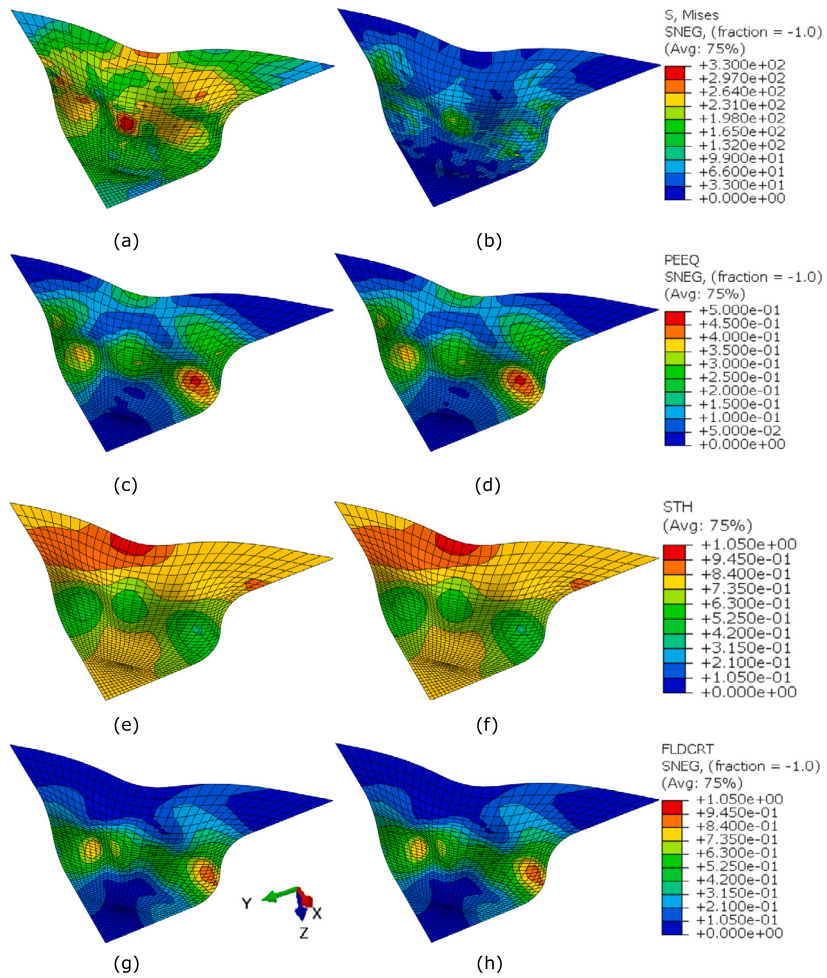 S, Mises
SNEG, (fraction = -1.0)
(Avg: 75%)
+3.300e+02
+2.970e+02
+2.640e+02
+2.310e+02
+1.980e+02
+1.650e+02
+1.320e+02
+9.900e+01
+6.600e+01
+3.300e+01
+0.000e+00
(a)
(b)
PEEQ
SNEG, (fraction = -1.0)
(Avg: 75%)
+5.000e-01
+4.500e-01
+4.000e-01
+3.500e-01
+3.000e-01
+2.500e-01
+2.000e-01
+1.500e-01
+1.000e-01
+5.000e-02
+0.000e+00
(c)
(d)
STH
(Avg: 75%)
+1.050e+00
+9.450e-01
+8.400e-01
+7.350e-01
+6.300e-01
+5.250e-01
+4.200e-01
+3.150e-01
+2.100e-01
+1.050e-01
+0.000e+00
(e)
(f)
FLDCRT
SNEG, (fraction = -1.0)
(Avg: 75%)
+1.050e+00
+9.450e-01
+8.400e-01
+7.350e-01
+6.300e-01
+5.250e-01
+4.200e-01
+3.150e-01
+2.100e-01
+1.050e-01
+0.000e+00
Y
X
Z
(g)
(h)